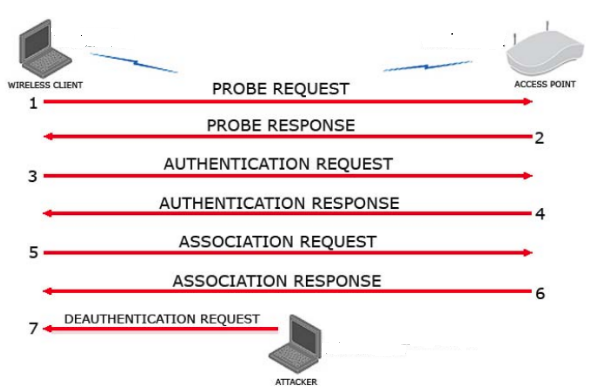 WIRELESS CLIENT
ACCESS POINT
PROBE REQUEST
1
PROBE RESPONSE
2
AUTHENTICATION REQUEST
3
AUTHENTICATION RESPONSE
4
ASSOCIATION REQUEST
5
ASSOCIATION RESPONSE
6
DEAUTHENTICATION REQUEST
7
ATTACKER